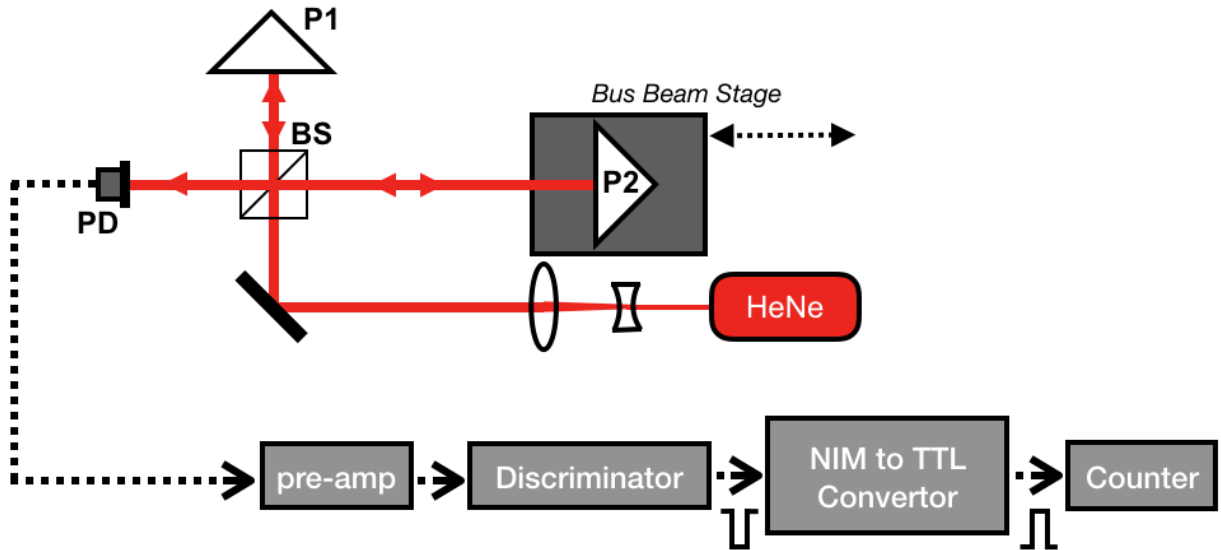 P1
Bus Beam Stage
BS
P2
PD
HeNe
pre-amp
Discriminator
NIM to TTL
Convertor
Counter